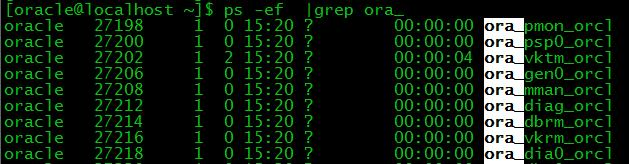 [oracle@localhost ~]$ ps -ef  |grep ora_
oracle   27198     1  0 15:20 ?        00:00:00 ora_pmon_orcl
oracle   27200     1  0 15:20 ?        00:00:00 ora_psp0_orcl
oracle   27202     1  2 15:20 ?        00:00:04 ora_vktm_orcl
oracle   27206     1  0 15:20 ?        00:00:00 ora_gen0_orcl
oracle   27208     1  0 15:20 ?        00:00:00 ora_mman_orcl
oracle   27212     1  0 15:20 ?        00:00:00 ora_diag_orcl
oracle   27214     1  0 15:20 ?        00:00:00 ora_dbrm_orcl
oracle   27216     1  0 15:20 ?        00:00:00 ora_vkrm_orcl
oracle   27218     1  0 15:20 ?        00:00:00 ora_dia0_orcl